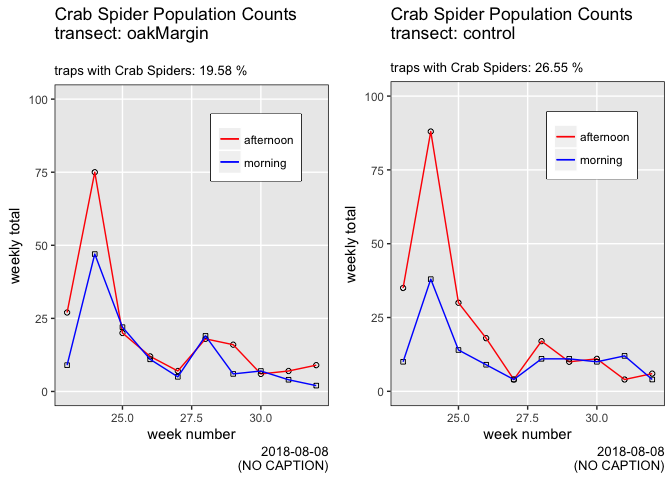 Crab Spider Population Counts
transect: oakMargin
traps with Crab Spiders: 19.58 %
100
75
50
25
0
weekly total
afternoon
morning
25.0
27.5
30.0
week number
2018-08-08
(NO CAPTION)
Crab Spider Population Counts
transect: control
traps with Crab Spiders: 26.55 %
100
75
50
25
0
weekly total
afternoon
morning
25.0
27.5
30.0
week number
2018-08-08
(NO CAPTION)